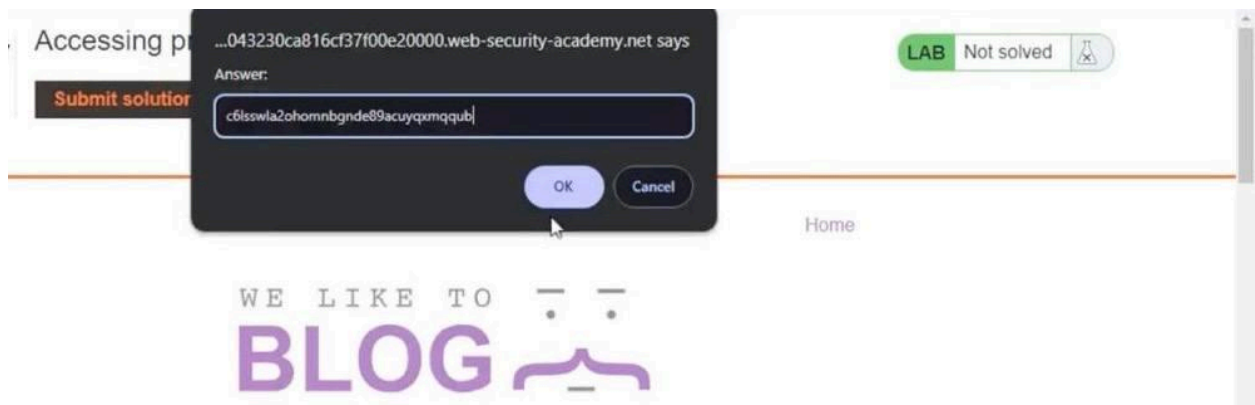 Accessing pr
...043230ca816cf37f00e20000.web-security-academy.net says
Answer:
c6lsswla2ohomnbgnde89acuyqxmqqub
Submit solution
OK
Cancel
LAB Not solved
Home
WE LIKE TO
BLOG